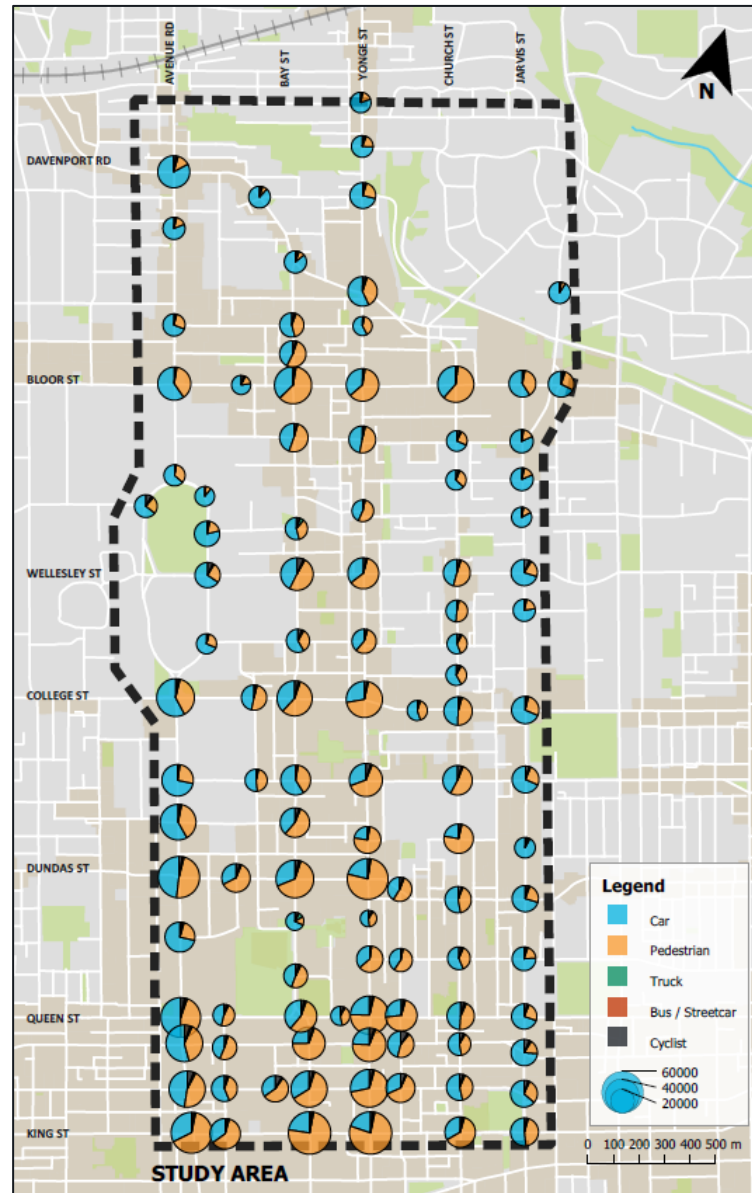 AVENUE RD
BAY ST
YONGE ST
CHURCH ST
JARVIS ST
N
DAVENPORT RD
BLOOR ST
WELLESLEY ST
COLLEGE ST
DUNDAS ST
QUEEN ST
KING ST
STUDY AREA
Legend
Car
Pedestrian
Truck
Bus / Streetcar
Cyclist
60000
40000
20000
0 100 200 300 400 500 m